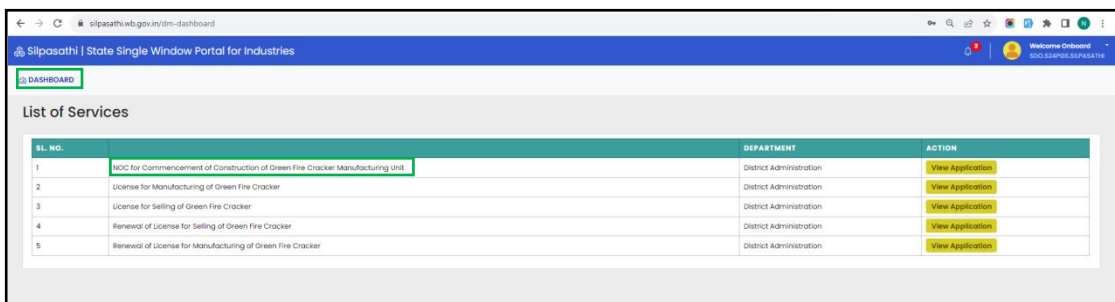 silpasathi.wb.gov.in/dm-dashboard
N
Silpasathi | State Single Window Portal for Industries
3
Welcome Onboard
SDO.S24PGS.SILPASATHI
DASHBOARD
List of Services
SL. NO. DEPARTMENT ACTION
1 NOC for Commencement of Construction of Green Fire Cracker Manufacturing Unit District Administration View Application
2 License for Manufacturing of Green Fire Cracker District Administration View Application
3 License for Selling of Green Fire Cracker District Administration View Application
4 Renewal of License for Selling of Green Fire Cracker District Administration View Application
5 Renewal of License for Manufacturing of Green Fire Cracker District Administration View Application